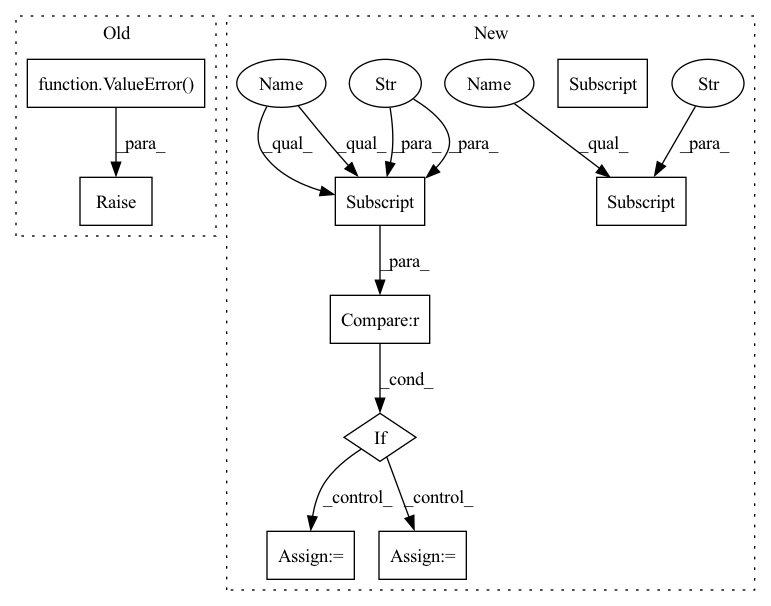 Old
New
function.ValueError()
Name
Str
Name
Subscript
Str
_para_
_qual_
_qual_
_para_
_para_
_qual_
_para_
Raise
Subscript
Subscript
_para_
Compare:r
_cond_
If
_control_
_control_
Assign:=
Assign:=